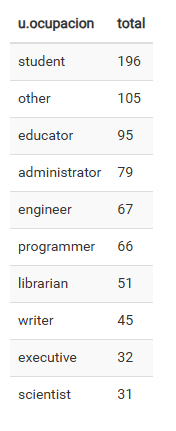 u.ocupacion total
student 196
other 105
educator 95
administrator 79
engineer 67
programmer 66
librarian 51
writer 45
executive 32
scientist 31